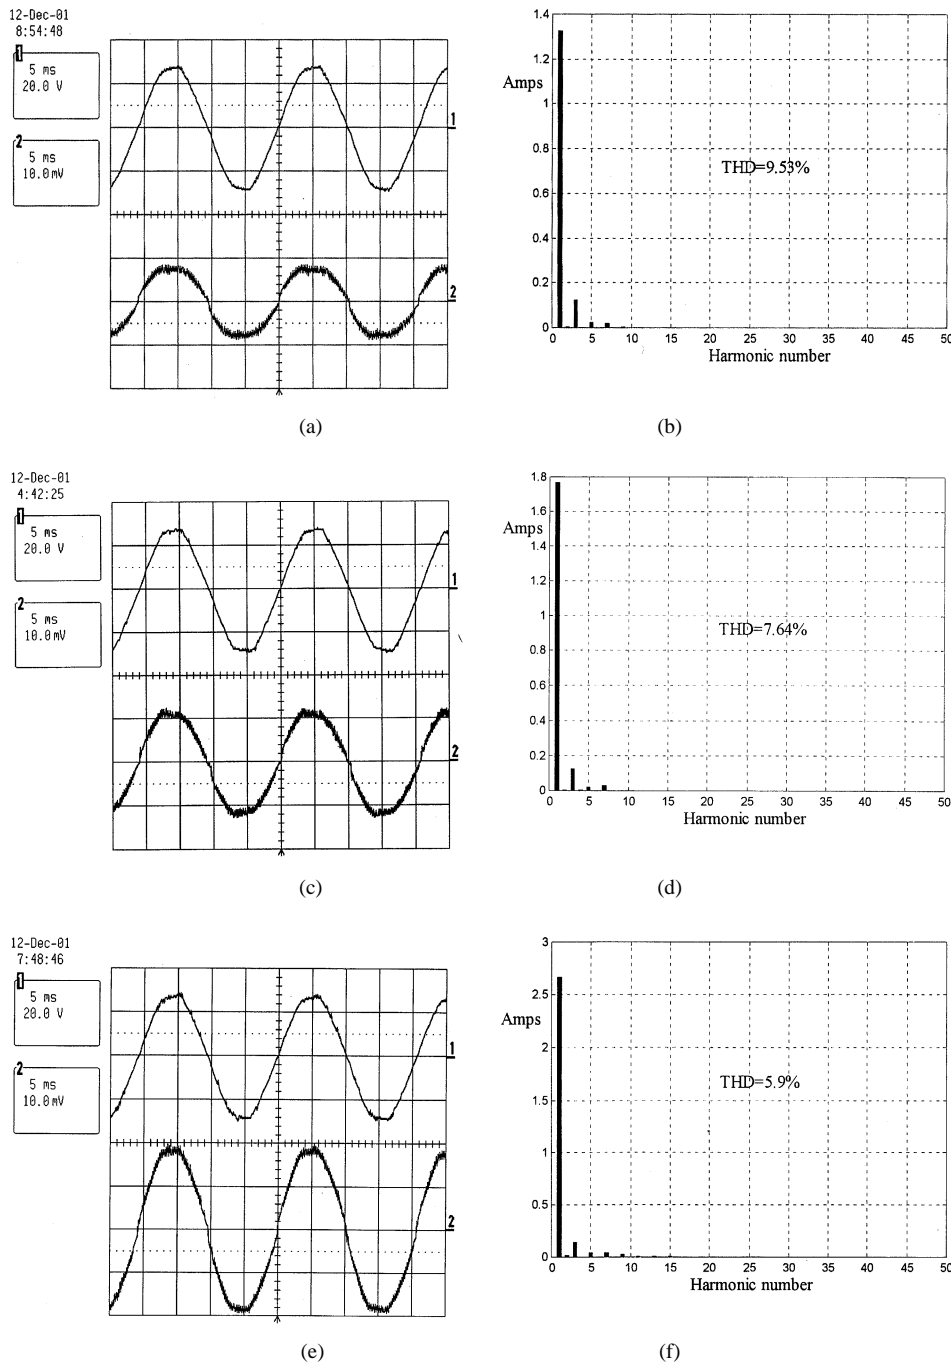 12-Dec-01
8:54:48
1
5 ms
20.0 V
2
5 ms
10.0mV
1
2
1.4
1.2
1
0.8
0.6
0.4
0.2
0
Amps
THD=9.53%
0 5 10 15 20 25 30 35 40 45 50
Harmonic number
(a)
(b)
12-Dec-01
4:42:25
1
5 ms
20.0 V
2
5 ms
10.0mV
1
2
1.8
1.6
1.4
1.2
1
0.8
0.6
0.4
0.2
0
Amps
THD=7.64%
0 5 10 15 20 25 30 35 40 45 50
Harmonic number
(c)
(d)
12-Dec-01
7:48:46
1
5 ms
20.0 V
2
5 ms
10.0mV
1
2
3
2.5
2
1.5
1
0.5
0
Amps
THD=5.9%
0 5 10 15 20 25 30 35 40 45 50
Harmonic number
(e)
(f)